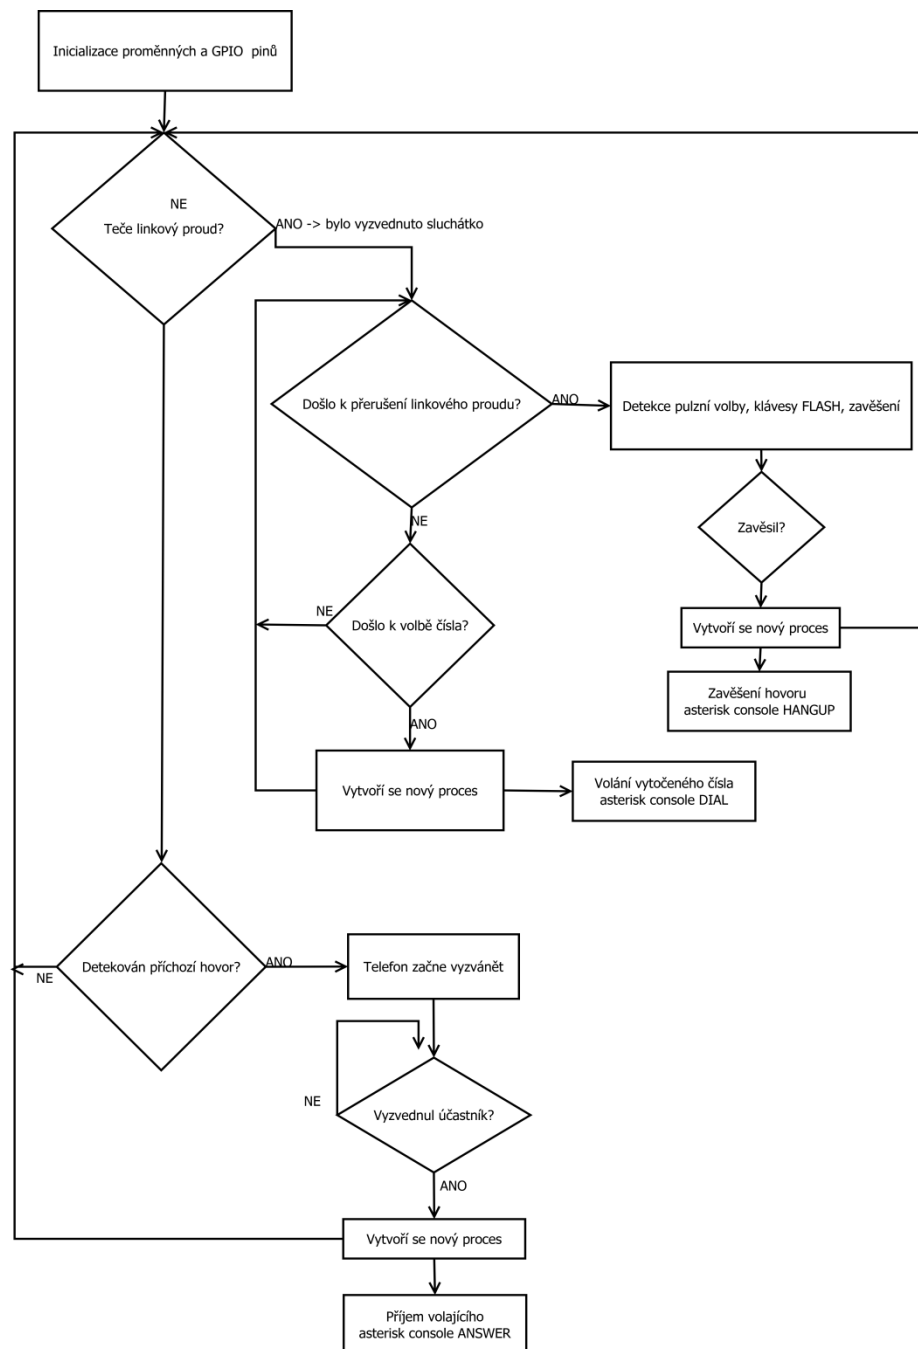 Inicializace proměnných a GPIO  pinů
NE
Teče linkový proud?
ANO -> bylo vyzvednuto sluchátko
Došlo k přerušení linkového proudu?
ANO
Detekce pulzní volby, klávesy FLASH, zavěšení
NE
Zavěsil?
NE
Došlo k volbě čísla?
Vytvoří se nový proces
Zavěšení hovoru
asterisk console HANGUP
ANO
Vytvoří se nový proces
Volání vytočeného čísla
asterisk console DIAL
Detekován příchozí hovor?
NE
ANO
Telefon začne vyzvánět
NE
Vyzvednul účastník?
ANO
Vytvoří se nový proces
Příjem volajícího
asterisk console ANSWER